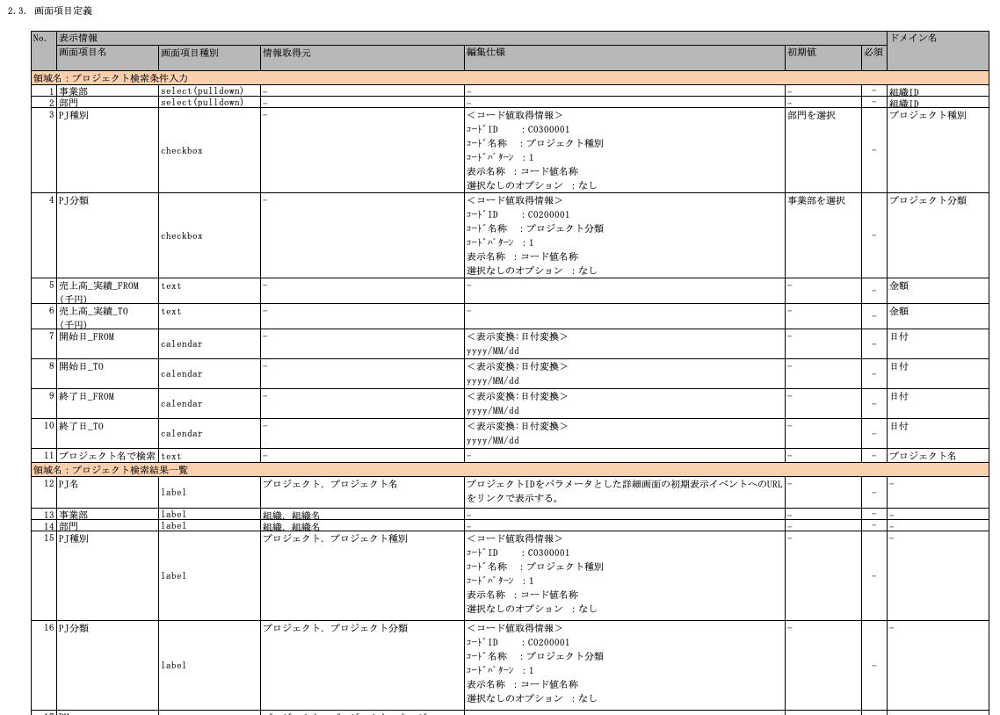 2.3. 画面項目定義
No. 表示情報 ドメイン名
画面項目名 画面項目種別 情報取得元 編集仕様 初期値 必須
領域名：プロジェクト検索条件入力
1 事業部 select(pulldown) － － － － 組織ID
2 部門 select(pulldown) － － － － 組織ID
3 PJ種別 checkbox － ＜コード値取得情報＞ 部門を選択 － プロジェクト種別
ｺｰﾄﾞID ：C0300001
ｺｰﾄﾞ名称 ：プロジェクト種別
ｺｰﾄﾞﾊﾟﾀｰﾝ ：1
表示名称 ：コード値名称
選択なしのオプション ：なし
4 PJ分類 checkbox － ＜コード値取得情報＞ 事業部を選択 － プロジェクト分類
ｺｰﾄﾞID ：C0200001
ｺｰﾄﾞ名称 ：プロジェクト分類
ｺｰﾄﾞﾊﾟﾀｰﾝ ：1
表示名称 ：コード値名称
選択なしのオプション ：なし
5 売上高_実績_FROM text － － － － 金額
（千円）
6 売上高_実績_TO text － － － － 金額
（千円）
7 開始日_FROM calendar － ＜表示変換:日付変換＞ － － 日付
yyyy/MM/dd
8 開始日_TO calendar － ＜表示変換:日付変換＞ － － 日付
yyyy/MM/dd
9 終了日_FROM calendar － ＜表示変換:日付変換＞ － － 日付
yyyy/MM/dd
10 終了日_TO calendar － ＜表示変換:日付変換＞ － － 日付
yyyy/MM/dd
11 プロジェクト名で検索 text － － － － プロジェクト名
領域名：プロジェクト検索結果一覧
12 PJ名 label プロジェクト．プロジェクト名 プロジェクトIDをパラメータとした詳細画面の初期表示イベントへのURL － － －
をリンクで表示する。
13 事業部 label 組織．組織名 － － － －
14 部門 label 組織．組織名 － － － －
15 PJ種別 label プロジェクト．プロジェクト種別 ＜コード値取得情報＞ － － －
ｺｰﾄﾞID ：C0300001
ｺｰﾄﾞ名称 ：プロジェクト種別
ｺｰﾄﾞﾊﾟﾀｰﾝ ：1
表示名称 ：コード値名称
選択なしのオプション ：なし
16 PJ分類 label プロジェクト．プロジェクト分類 ＜コード値取得情報＞ － － －
ｺｰﾄﾞID ：C0200001
ｺｰﾄﾞ名称 ：プロジェクト分類
ｺｰﾄﾞﾊﾟﾀｰﾝ ：1
表示名称 ：コード値名称
選択なしのオプション ：なし